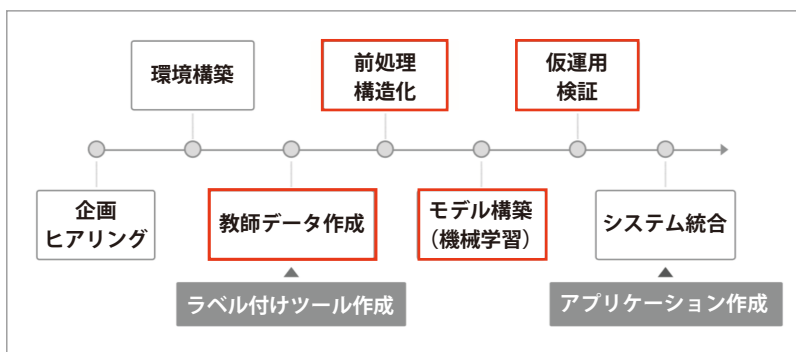 環境構築
前処理
構造化
仮運用
検証
企画
ヒアリング
教師データ作成
モデル構築
（機械学習）
システム統合
ラベル付けツール作成
アプリケーション作成